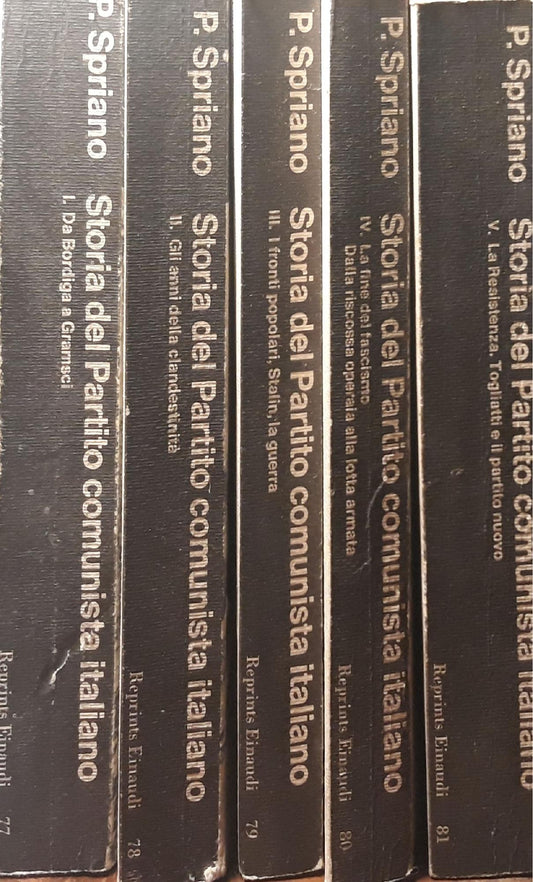 P. Spriano Storia del Partito comunista italiano
I. Da Bordiga a Gramsci
Reprints Einaudi 77
P. Spriano Storia del Partito comunista italiano
II. Gli anni della clandestinità
Reprints Einaudi 78
P. Spriano Storia del Partito comunista italiano
III. I fronti popolari, Stalin, la guerra
Reprints Einaudi 79
P. Spriano Storia del Partito comunista italiano
IV. La fine del fascismo
Dalla riscossa operaia alla lotta armata
Reprints Einaudi 80
P. Spriano Storia del Partito comunista italiano
V. La Resistenza. Togliatti e il partito nuovo
Reprints Einaudi 81